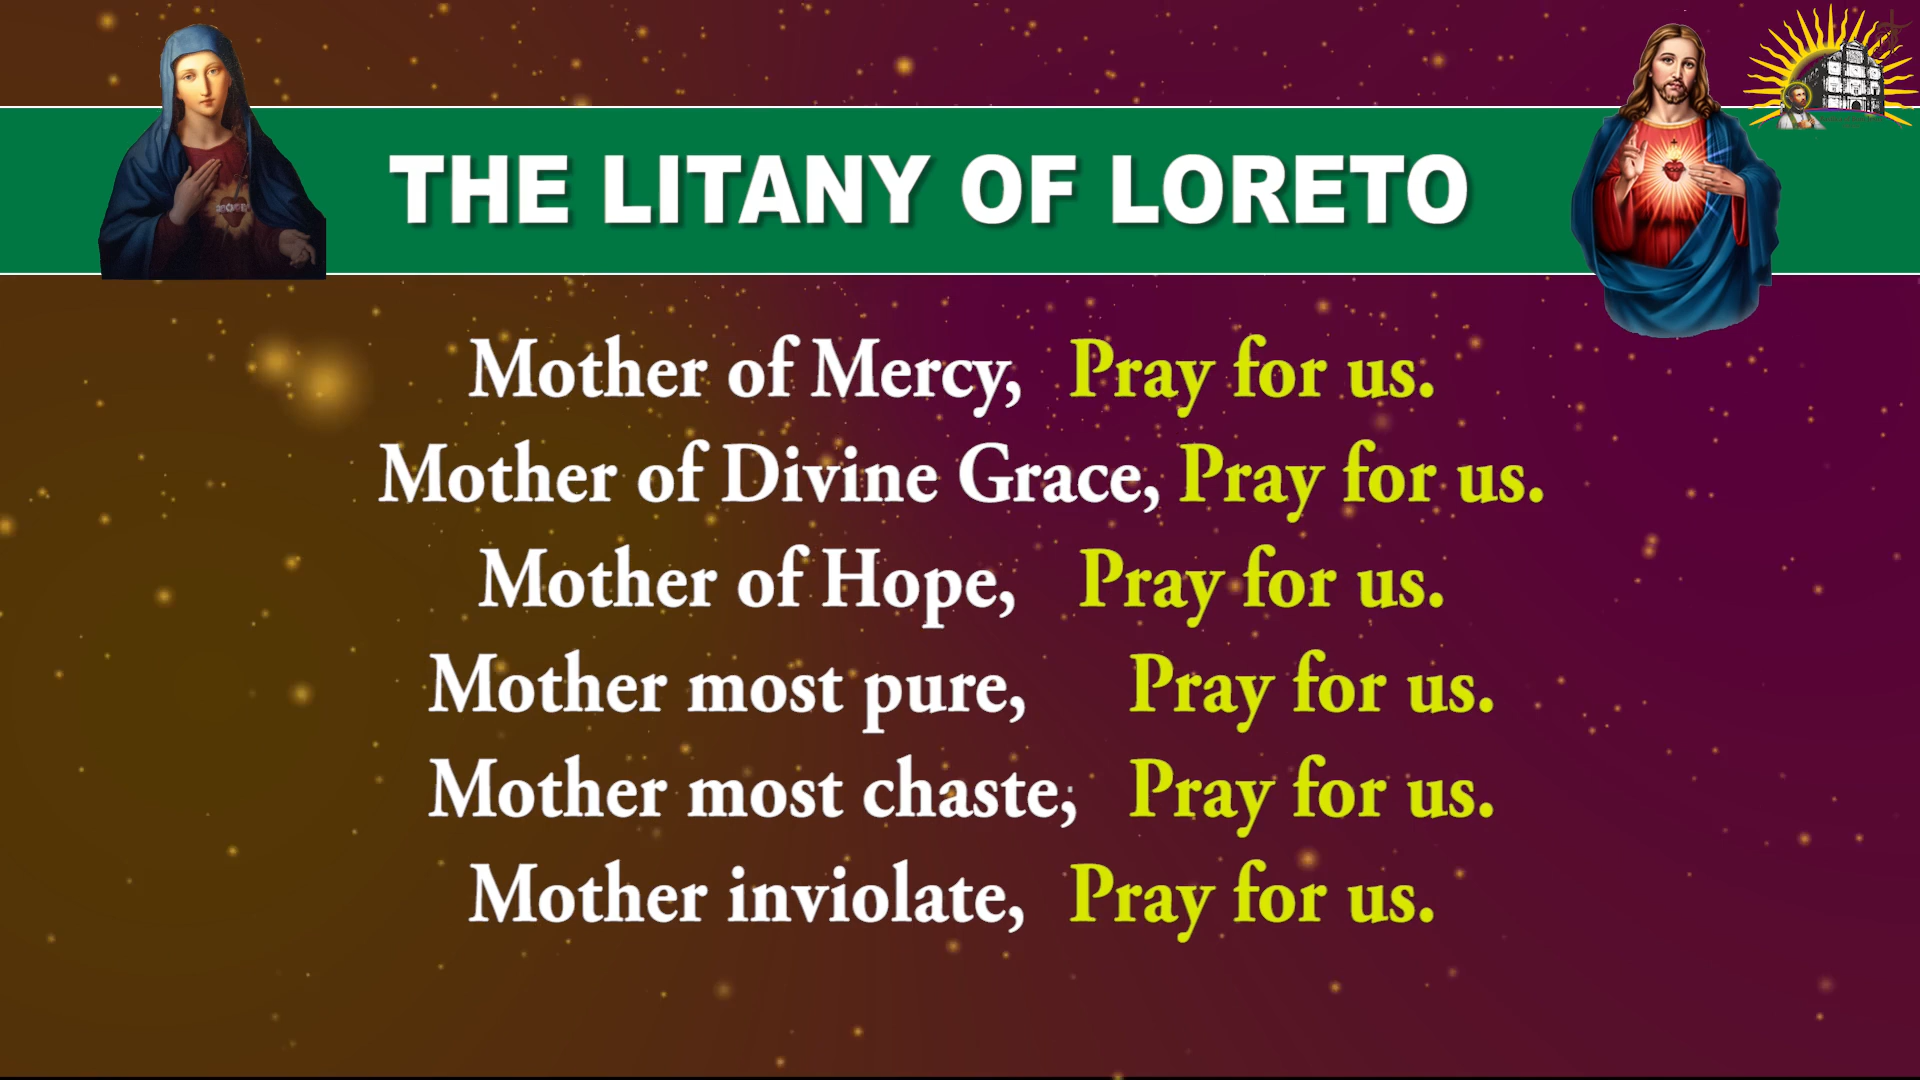 THE LITANY OF LORETO
Mother of Mercy, Pray for us.
Mother of Divine Grace, Pray for us.
Mother of Hope, Pray for us.
Mother most pure, Pray for us.
Mother most chaste, Pray for us.
Mother inviolate, Pray for us.